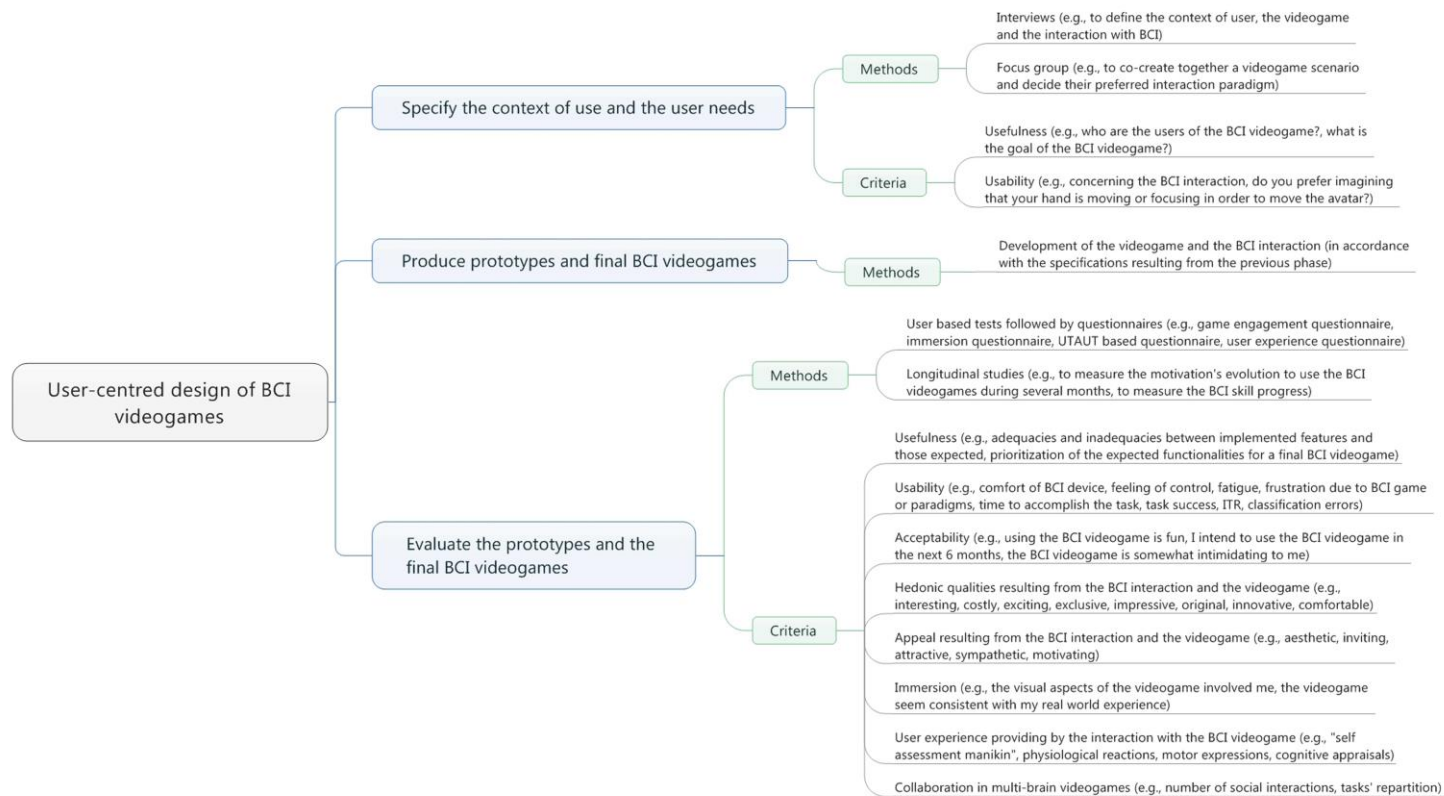 User-centred design of BCI
videogames
Specify the context of use and the user needs
Methods
Interviews (e.g., to define the context of user, the videogame
and the interaction with BCI)
Focus group (e.g., to co-create together a videogame scenario
and decide their preferred interaction paradigm)
Criteria
Usefulness (e.g., who are the users of the BCI videogame?, what is
the goal of the BCI videogame?)
Usability (e.g., concerning the BCI interaction, do you prefer imagining
that your hand is moving or focusing in order to move the avatar?)
Produce prototypes and final BCI videogames
Methods
Development of the videogame and the BCI interaction (in accordance
with the specifications resulting from the previous phase)
Evaluate the prototypes and the
final BCI videogames
Methods
User based tests followed by questionnaires (e.g., game engagement questionnaire,
immersion questionnaire, UTAUT based questionnaire, user experience questionnaire)
Longitudinal studies (e.g., to measure the motivation's evolution to use the BCI
videogames during several months, to measure the BCI skill progress)
Criteria
Usefulness (e.g., adequacies and inadequacies between implemented features and
those expected, prioritization of the expected functionalities for a final BCI videogame)
Usability (e.g., comfort of BCI device, feeling of control, fatigue, frustration due to BCI game
or paradigms, time to accomplish the task, task success, ITR, classification errors)
Acceptability (e.g., using the BCI videogame is fun, I intend to use the BCI videogame in
the next 6 months, the BCI videogame is somewhat intimidating to me)
Hedonic qualities resulting from the BCI interaction and the videogame (e.g.,
interesting, costly, exciting, exclusive, impressive, original, innovative, comfortable)
Appeal resulting from the BCI interaction and the videogame (e.g., aesthetic, inviting,
attractive, sympathetic, motivating)
Immersion (e.g., the visual aspects of the videogame involved me, the videogame
seem consistent with my real world experience)
User experience providing by the interaction with the BCI videogame (e.g., "self
assessment manikin", physiological reactions, motor expressions, cognitive appraisals)
Collaboration in multi-brain videogames (e.g., number of social interactions, tasks' repartition)